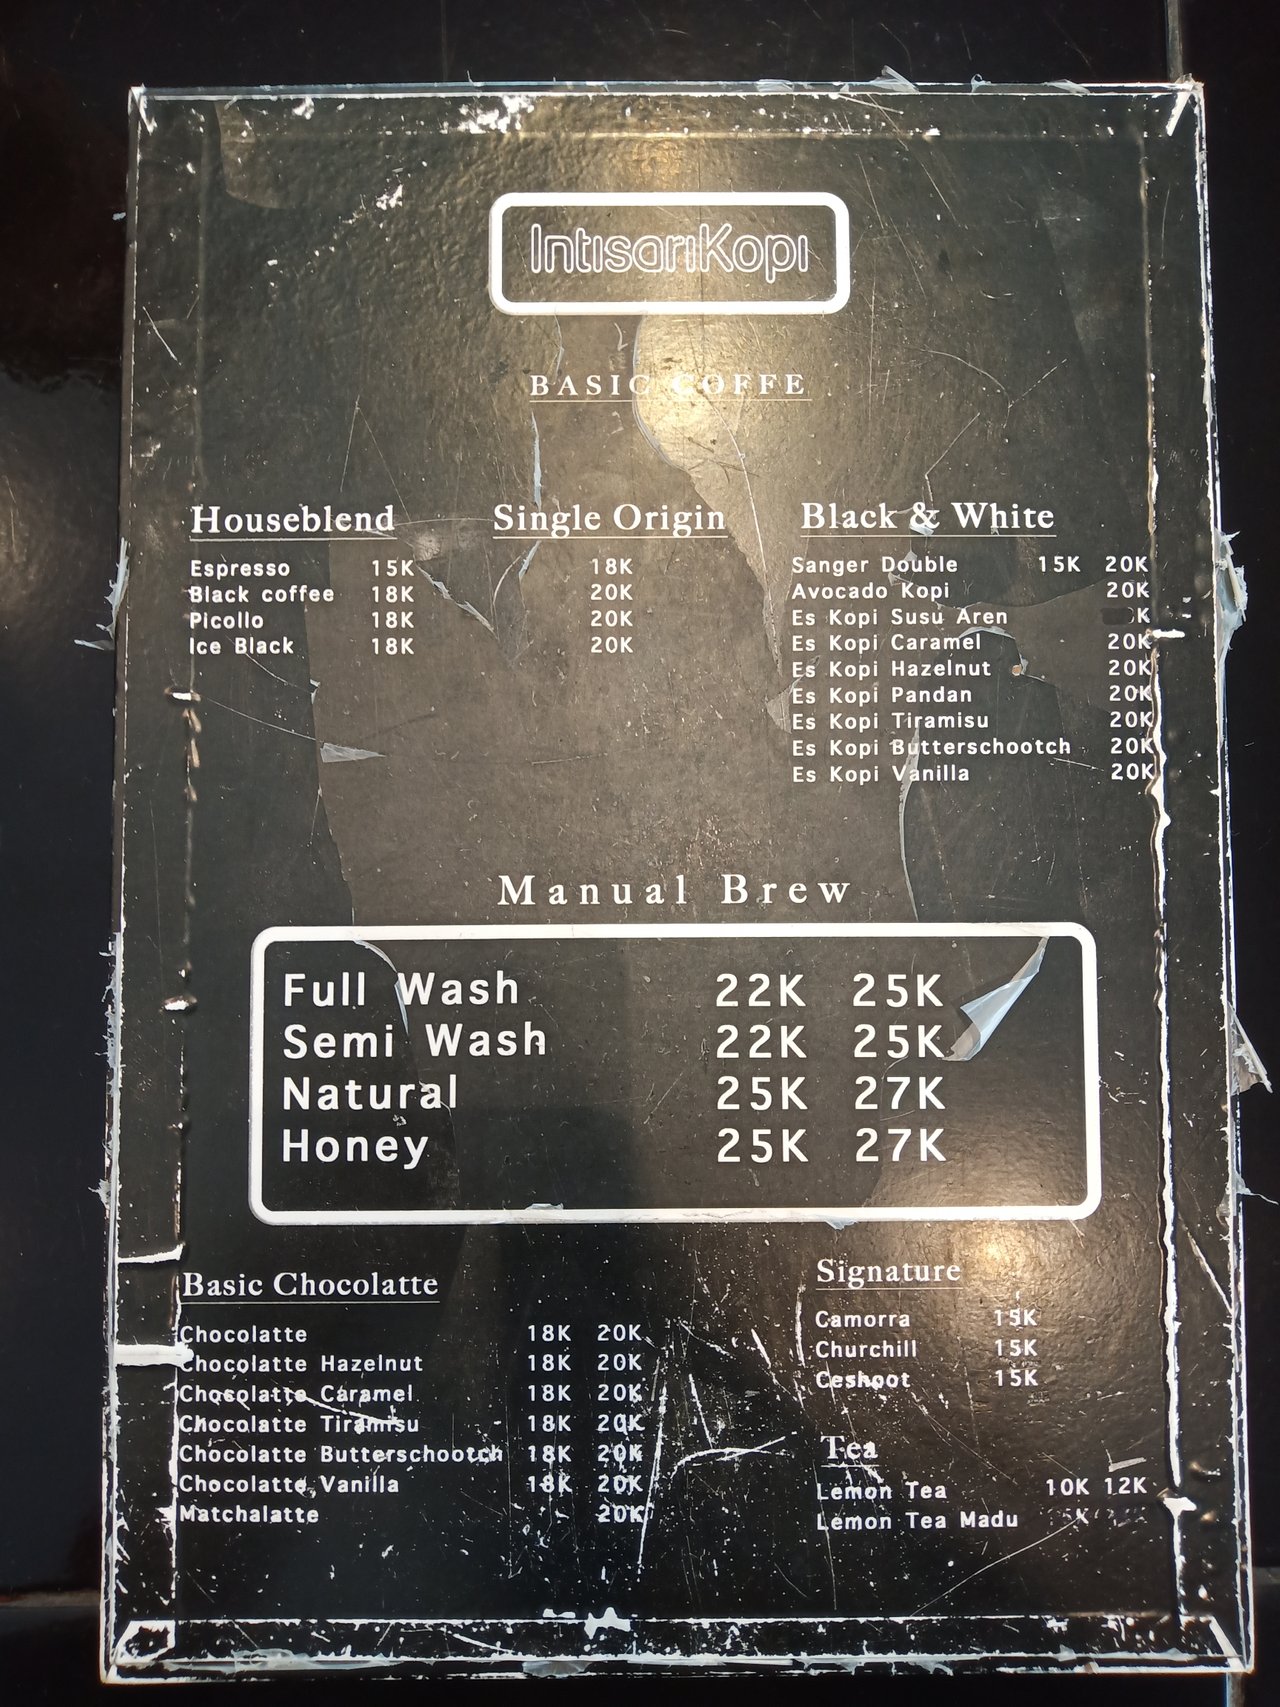 IntisariKopi
BASIC COFFE
Houseblend
Espresso 15K
Black coffee 18K
Picollo 18K
Ice Black 18K
Single Origin
18K
20K
20K
20K
Black & White
Sanger Double 15K 20K
Avocado Kopi 20K
Es Kopi Susu Aren
Es Kopi Caramel 20K
Es Kopi Hazelnut 20K
Es Kopi Pandan 20K
Es Kopi Tiramisu 20K
Es Kopi Butterschootch 20K
Es Kopi Vanilla 20K
Manual Brew
Full Wash 22K 25K
Semi Wash 22K 25K
Natural 25K 27K
Honey 25K 27K
Basic Chocolatte
Chocolatte 18K 20K
Chocolatte Hazelnut 18K 20K
Chocolatte Caramel 18K 20K
Chocolatte Tiramisu 18K 20K
Chocolatte Butterschootch 18K 20K
Chocolatte Vanilla 18K 20K
Matchalatte 20K
Signature
Camorra 15K
Churchill 15K
Ceshoot 15K
Tea
Lemon Tea 10K 12K
Lemon Tea Madu